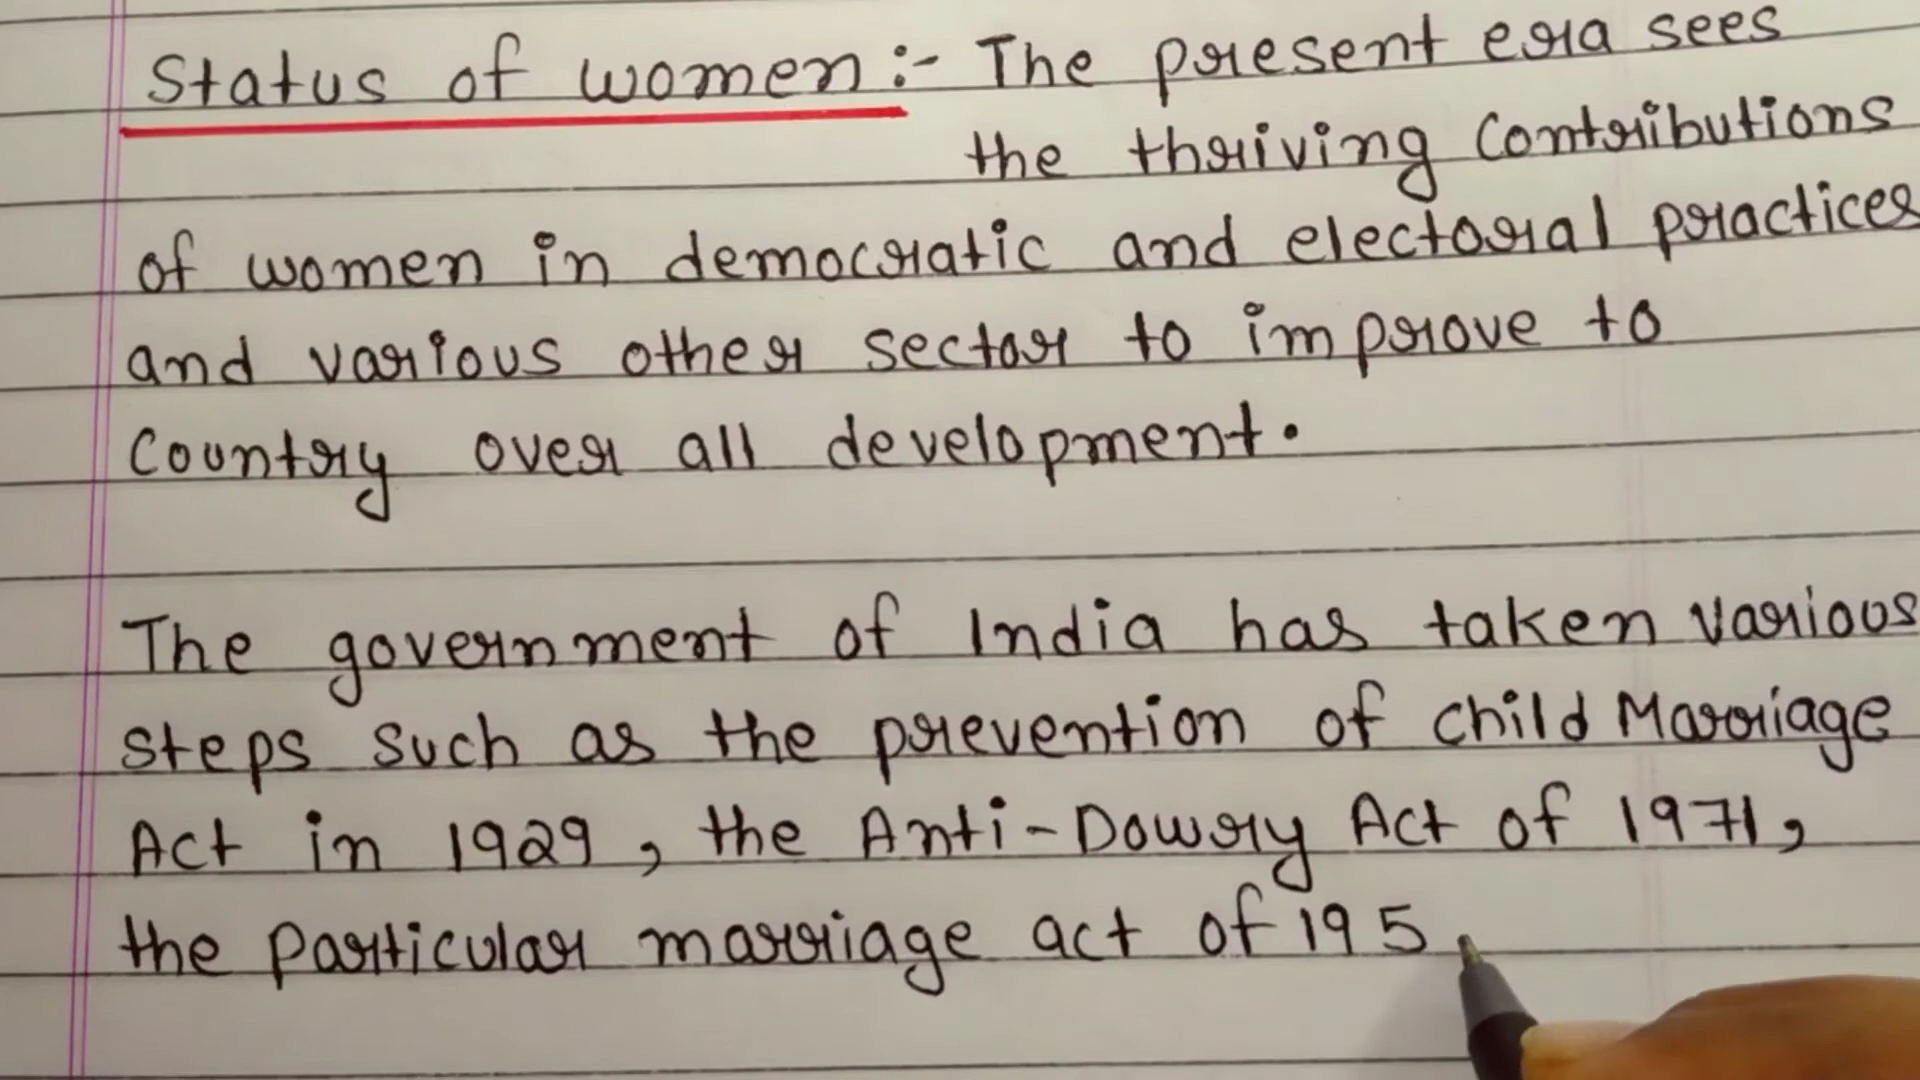 Status of women:- The present era sees
the thriving Contributions
of women in democratic and electoral practices
and various other sector to improve to
Country over all development.
The government of India has taken various
steps such as the prevention of child Marriage
Act in 1929, the Anti-Dowry Act of 1971,
the particular marriage act of 195